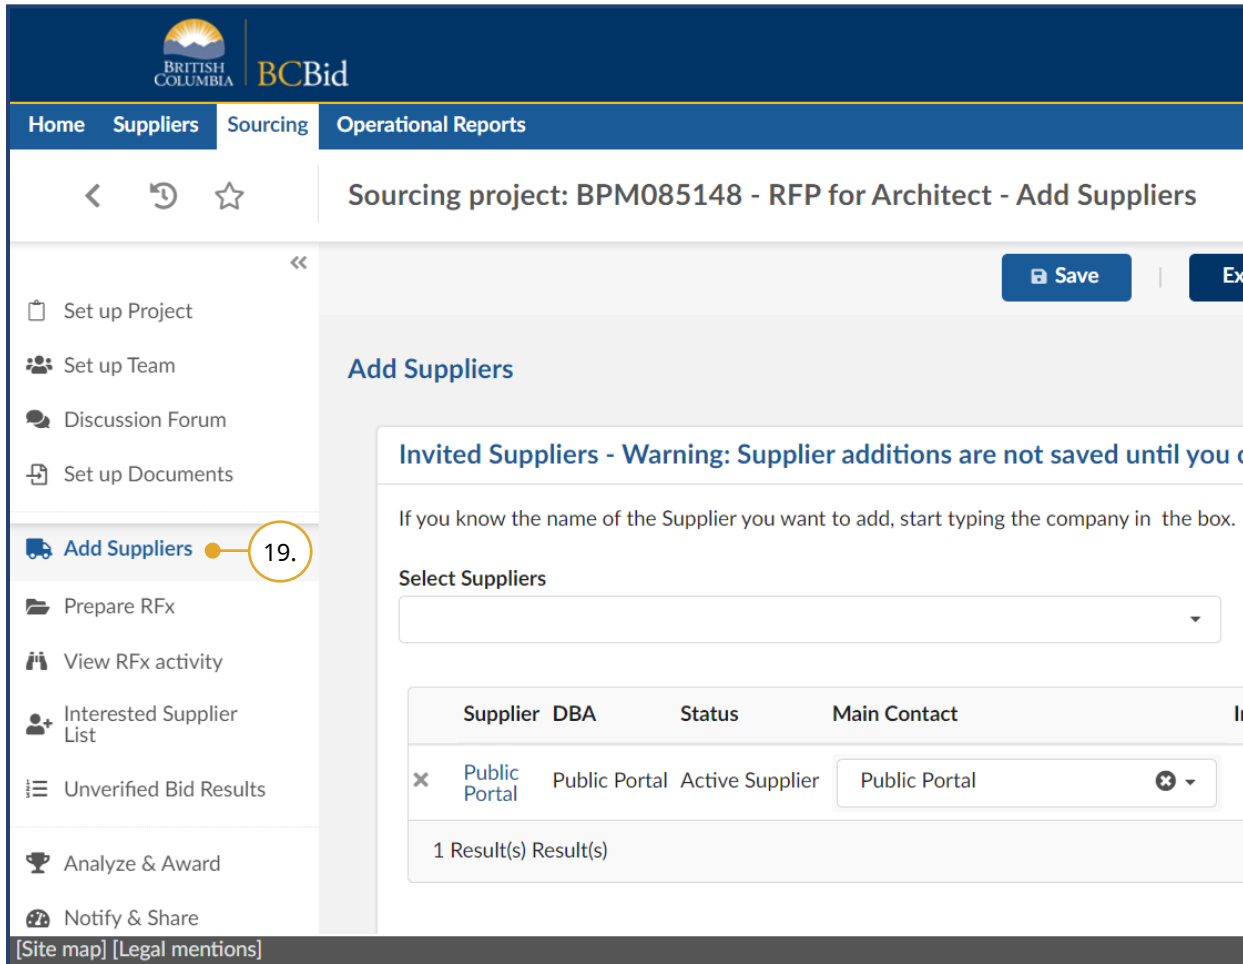 BRITISH
COLUMBIA
BCBid
Home Suppliers Sourcing Operational Reports
Sourcing project: BPM085148 - RFP for Architect - Add Suppliers
Save
Ex
Set up Project
Set up Team
Discussion Forum
Set up Documents
Add Suppliers
19.
Prepare RFx
View RFx activity
Interested Supplier
List
Unverified Bid Results
Analyze & Award
Notify & Share
Add Suppliers
Invited Suppliers - Warning: Supplier additions are not saved until you
If you know the name of the Supplier you want to add, start typing the company in the box.
Select Suppliers
Supplier DBA Status Main Contact
Public
Portal
Public Portal Active Supplier Public Portal
1 Result(s) Result(s)
[Site map] [Legal mentions]